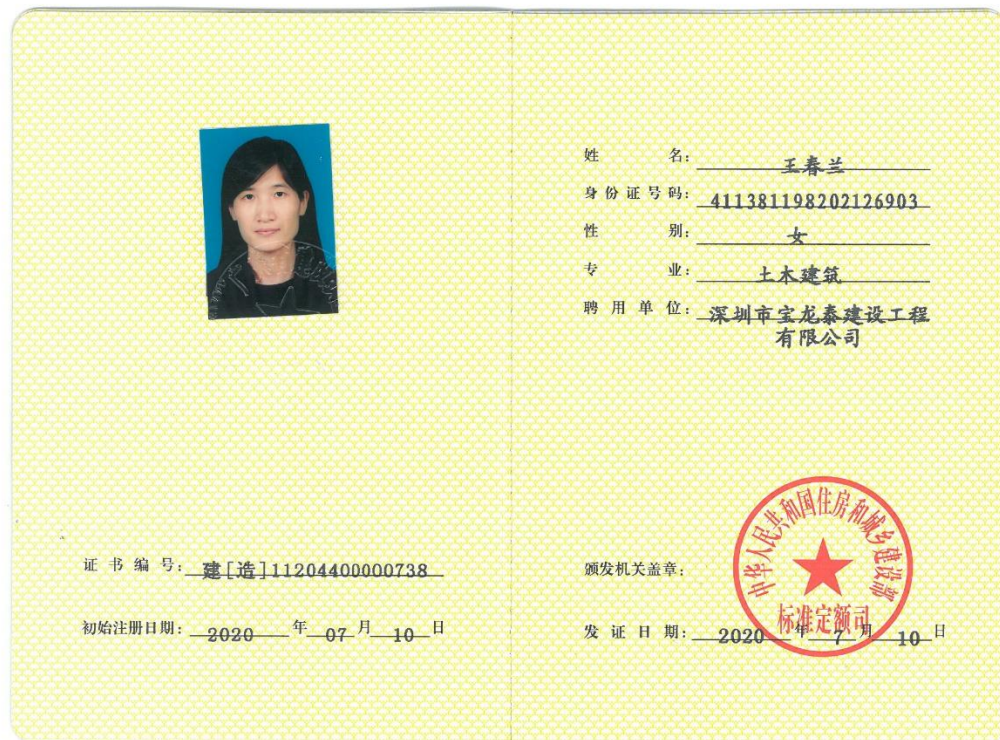 证书编号：建[造]11204400000738
初始注册日期：2020年07月10日
姓名：王春兰
身份证号码：411381198202126903
性别：女
专业：土木建筑
聘用单位：深圳市宝龙泰建设工程
有限公司
中华人民共和国住房和城乡建设部
标准定额司
颁发机关盖章：
发证日期：2020年7月10日